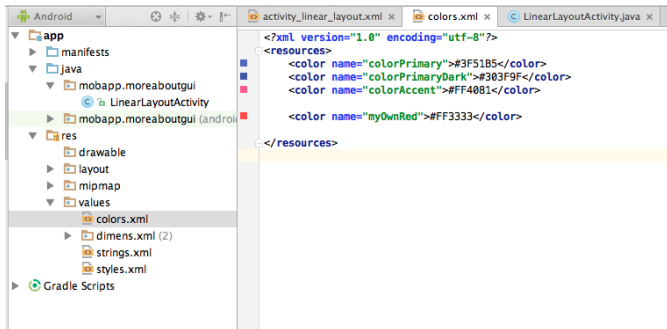 Android
activity_linear_layout.xml
colors.xml
LinearLayoutActivity.java
app
manifests
java
mobapp.moreaboutgui
LinearLayoutActivity
mobapp.moreaboutgui (androi
res
drawable
layout
mipmap
values
colors.xml
dimens.xml (2)
strings.xml
styles.xml
Gradle Scripts
<?xml version="1.0" encoding="utf-8"?>
<resources>
<color name="colorPrimary">#3F51B5</color>
<color name="colorPrimaryDark">#303F9F</color>
<color name="colorAccent">#FF4081</color>
<color name="myOwnRed">#FF3333</color>
</resources>